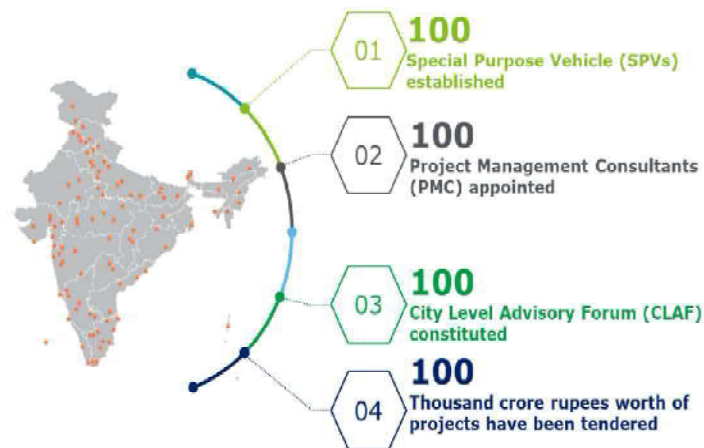 01
100
Special Purpose Vehicle (SPVs)
established
02
100
Project Management Consultants
(PMC) appointed
03
100
City Level Advisory Forum (CLAF)
constituted
04
100
Thousand crore rupees worth of
projects have been tendered